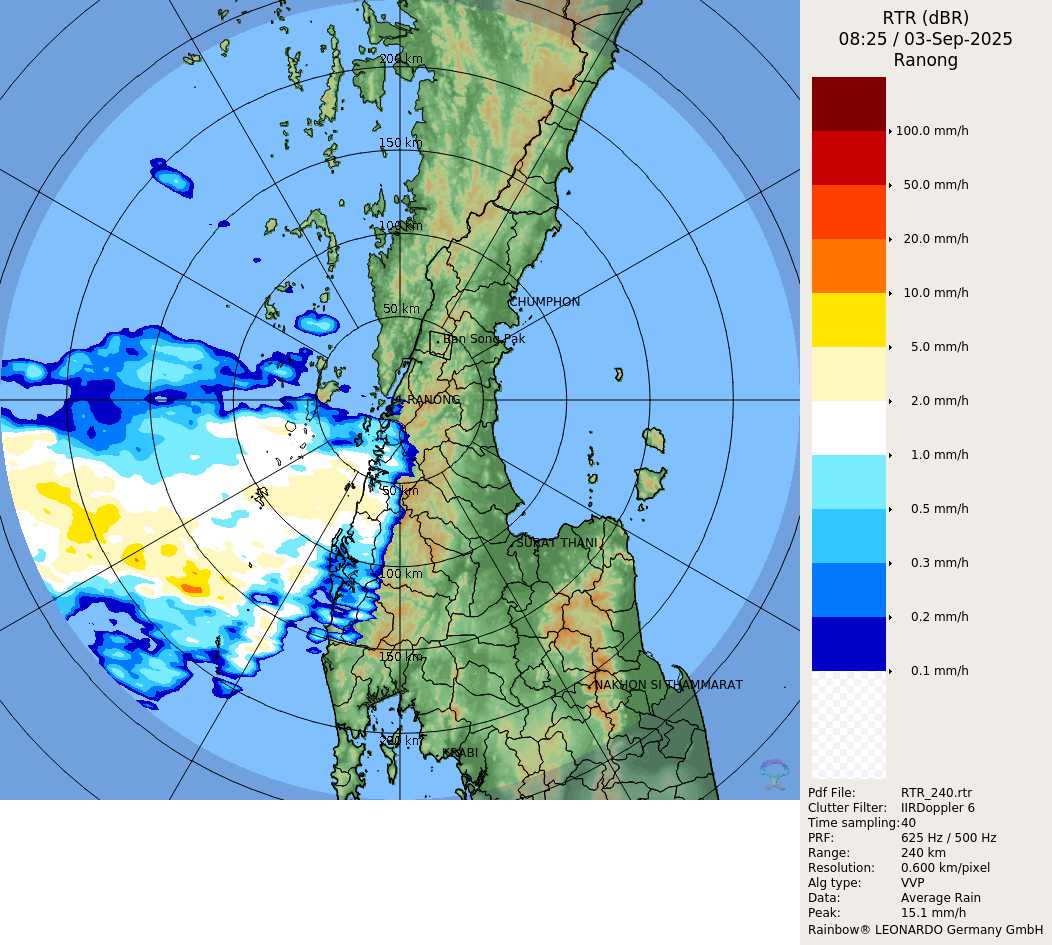 RTR (dBR)
08:25 / 03-Sep-2025
Ranong
100.0 mm/h
50.0 mm/h
20.0 mm/h
10.0 mm/h
5.0 mm/h
2.0 mm/h
1.0 mm/h
0.5 mm/h
0.3 mm/h
0.2 mm/h
0.1 mm/h
Pdf File: RTR_240.rtr
Clutter Filter: IIRDoppler 6
Time sampling: 40
PRF: 625 Hz / 500 Hz
Range: 240 km
Resolution: 0.600 km/pixel
Alg type: VVP
Data: Average Rain
Peak: 15.1 mm/h
Rainbow® LEONARDO Germany GmbH
200 km
150 km
100 km
50 km
CHUMPHON
Ban Song Pak
RANONG
50 km
SURAT THANI
100 km
150 km
NAKHON SI THAMMARAT
200 km
KRABI